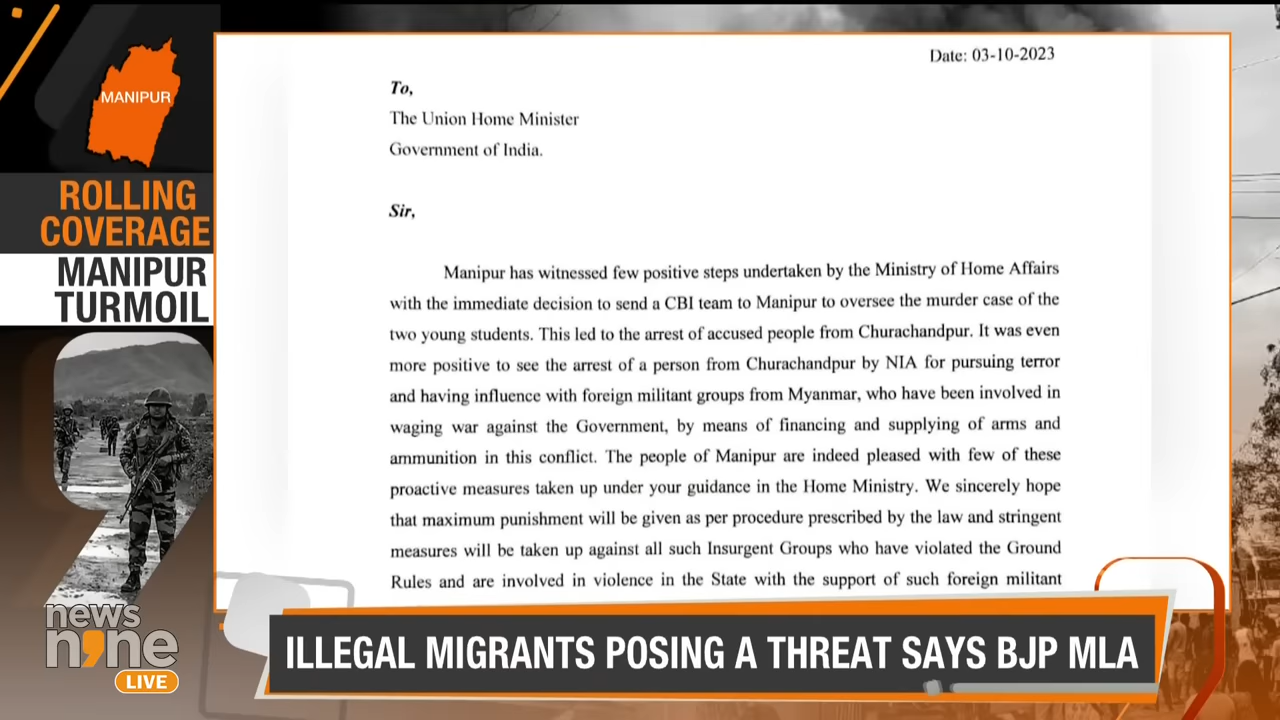 MANIPUR
ROLLING
COVERAGE
MANIPUR
TURMOIL
Date: 03-10-2023
To,
The Union Home Minister
Government of India.
Sir,
Manipur has witnessed few positive steps undertaken by the Ministry of Home Affairs
with the immediate decision to send a CBI team to Manipur to oversee the murder case of the
two young students. This led to the arrest of accused people from Churachandpur. It was even
more positive to see the arrest of a person from Churachandpur by NIA for pursuing terror
and having influence with foreign militant groups from Myanmar, who have been involved in
waging war against the Government, by means of financing and supplying of arms and
ammunition in this conflict. The people of Manipur are indeed pleased with few of these
proactive measures taken up under your guidance in the Home Ministry. We sincerely hope
that maximum punishment will be given as per procedure prescribed by the law and stringent
measures will be taken up against all such Insurgent Groups who have violated the Ground
Rules and are involved in violence in the State with the support of such foreign militant
news
n9ne
LIVE
ILLEGAL MIGRANTS POSING A THREAT SAYS BJP MLA